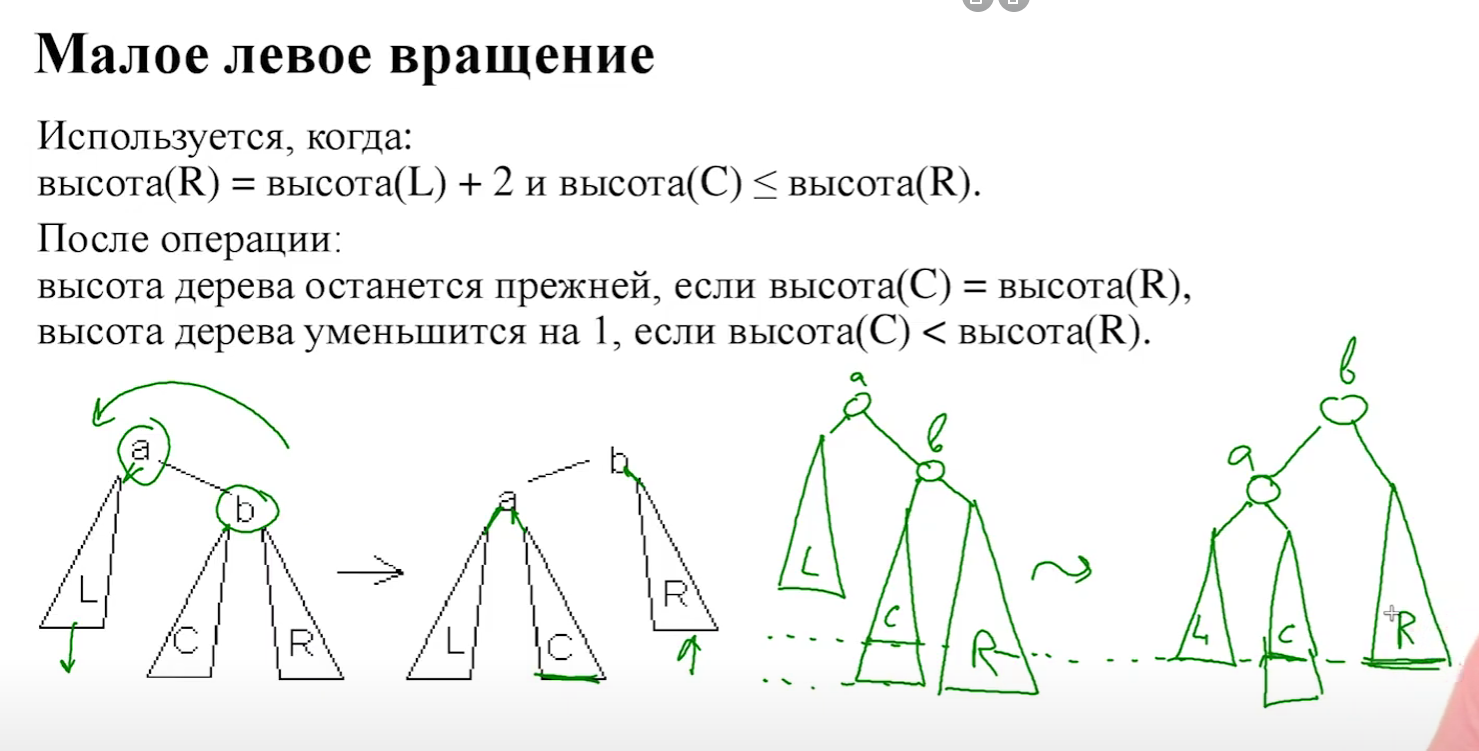 Малое левое вращение
Используется, когда:
высота(R) = высота(L) + 2 и высота(C) ≤ высота(R).
После операции:
высота дерева останется прежней, если высота(C) = высота(R),
высота дерева уменьшится на 1, если высота(C) < высота(R).
a
b
L
C
R
a
b
L
C
R
a
b
L
C
R
b
a
L
C
R